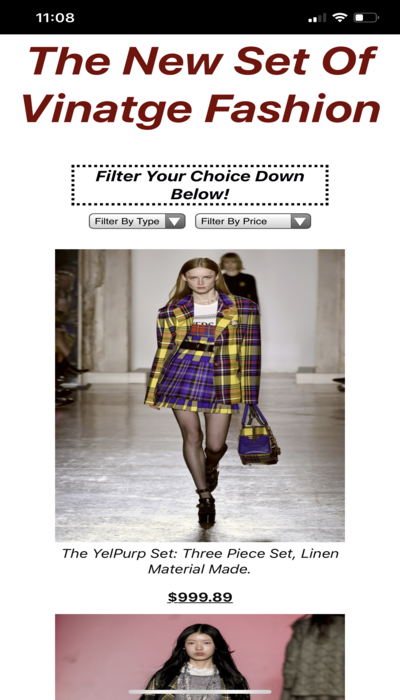 11:08
The New Set Of
Vinatge Fashion
Filter Your Choice Down
Below!
Filter By Type
Filter By Price
The YelPurp Set: Three Piece Set, Linen
Material Made.
$999.89